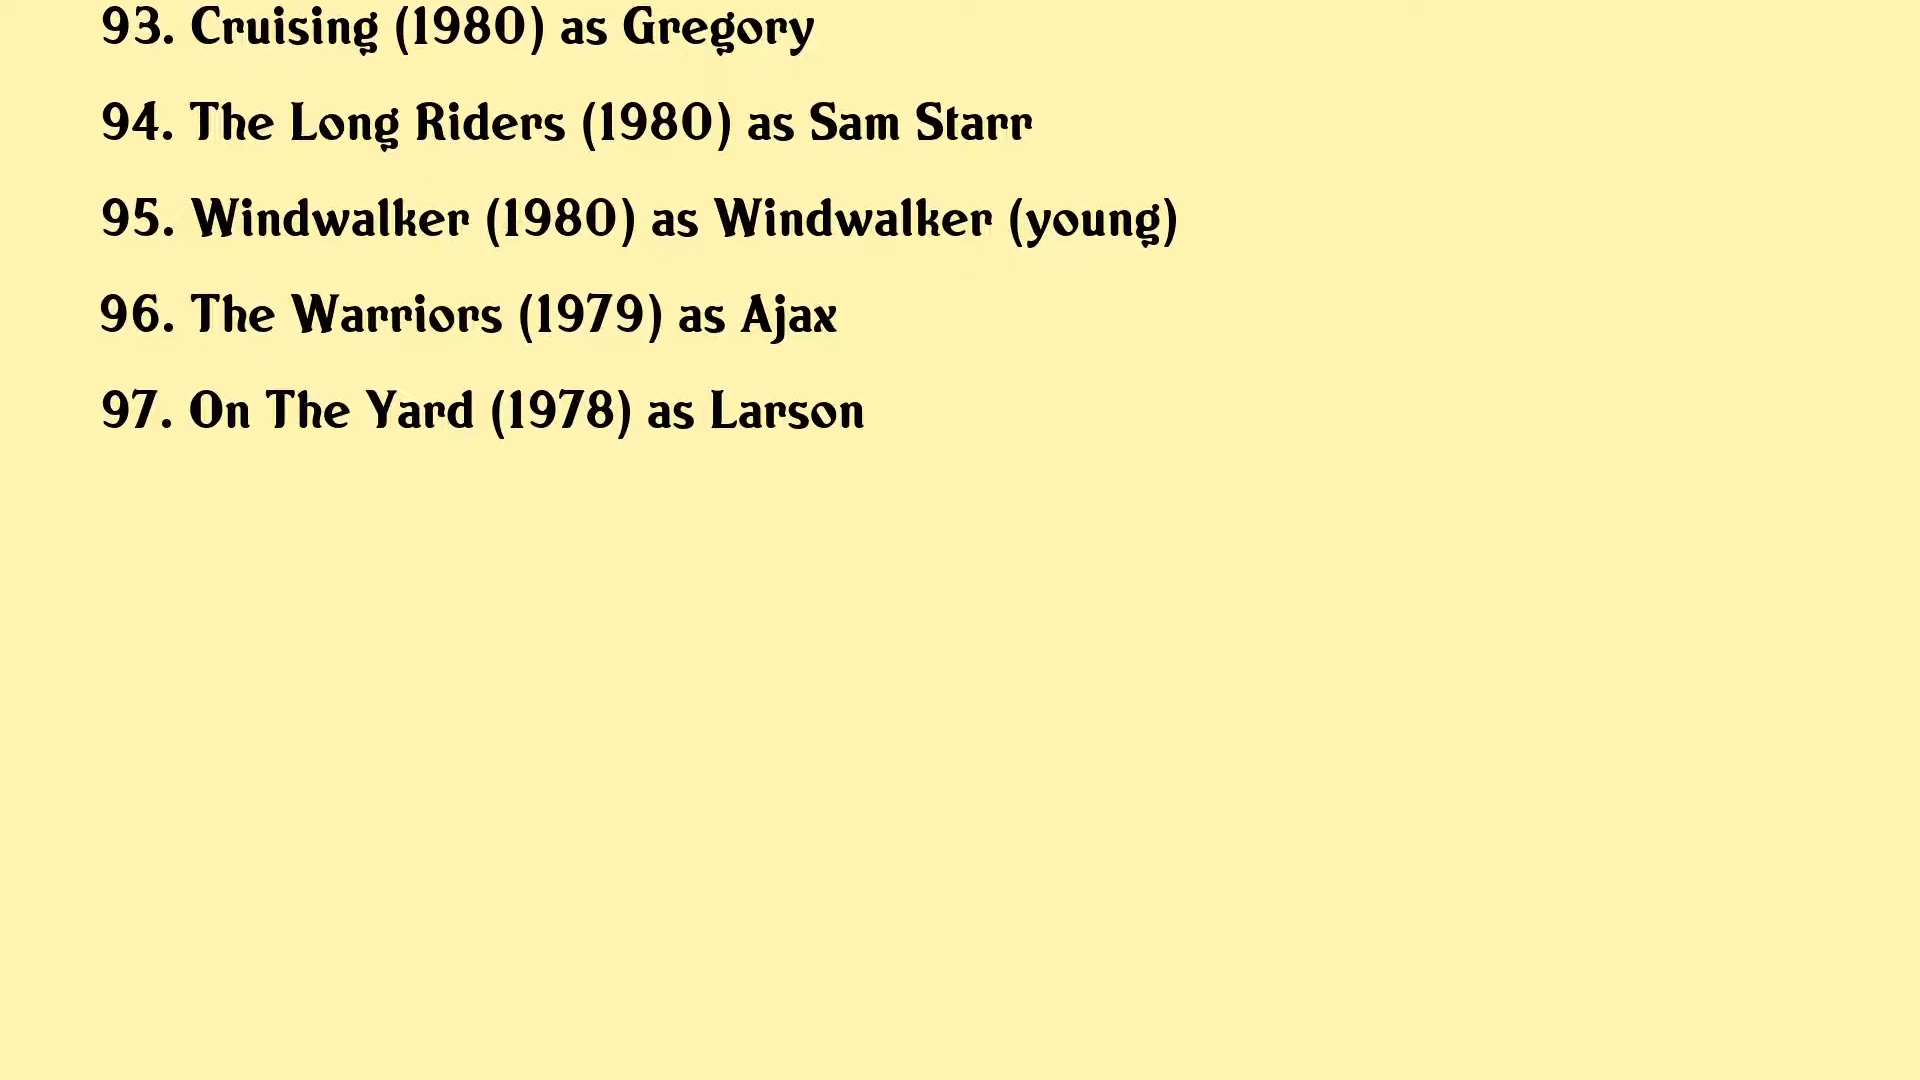 93. Cruising (1980) as Gregory
94. The Long Riders (1980) as Sam Starr
95. Windwalker (1980) as Windwalker (young)
96. The Warriors (1979) as Ajax
97. On The Yard (1978) as Larson